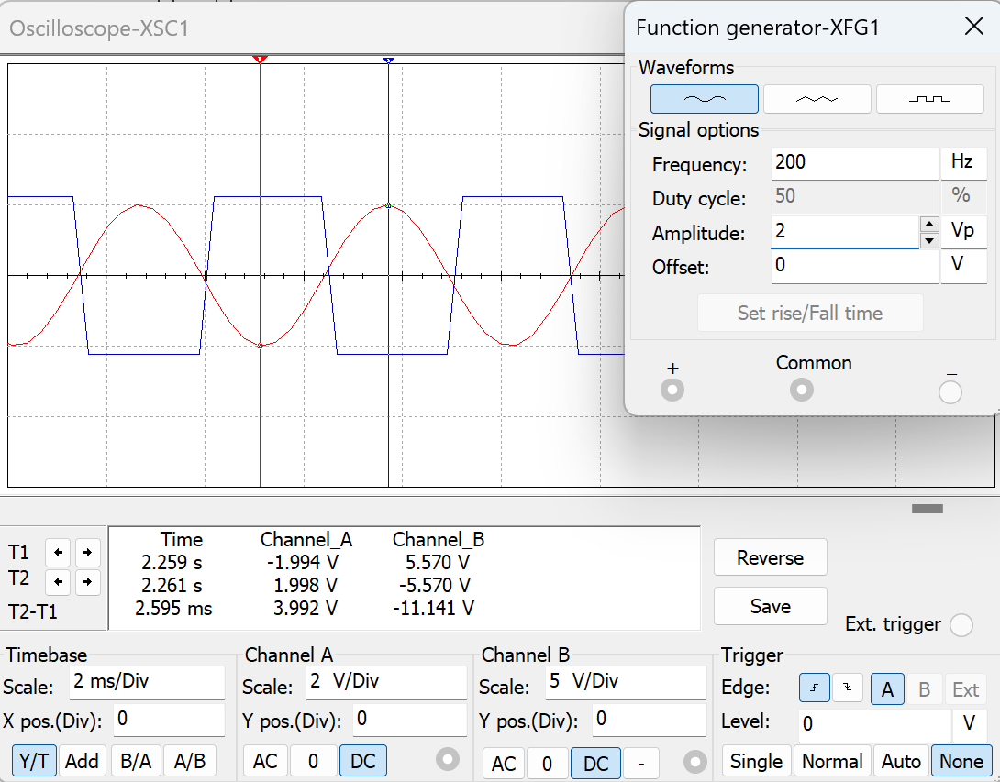 Oscilloscope-XSC1
Function generator-XFG1
Waveforms
Signal options
Frequency: 200 Hz
Duty cycle: 50 %
Amplitude: 2 Vp
Offset: 0 V
Set rise/Fall time
+ Common –
Time Channel_A Channel_B
T1 2.259 s -1.994 V 5.570 V
T2 2.261 s 1.998 V -5.570 V
T2-T1 2.595 ms 3.992 V -11.141 V
Reverse
Save
Ext. trigger
Timebase
Scale: 2 ms/Div
X pos.(Div): 0
Y/T Add B/A A/B
Channel A
Scale: 2 V/Div
Y pos.(Div): 0
AC 0 DC
Channel B
Scale: 5 V/Div
Y pos.(Div): 0
AC 0 DC -
Trigger
Edge: A B Ext
Level: 0 V
Single Normal Auto None